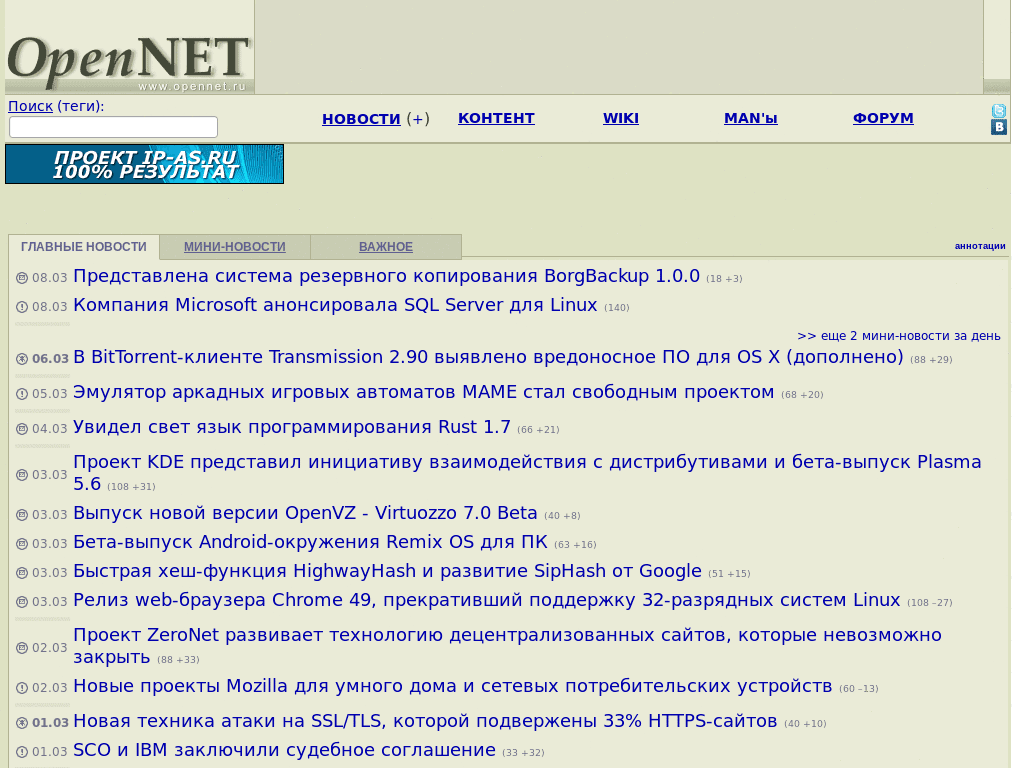 OpenNET
www.opennet.ru
Поиск (теги):
НОВОСТИ (+) КОНТЕНТ WIKI MAN'ы ФОРУМ
B
ПРОЕКТ IP-AS.RU
100% РЕЗУЛЬТАТ
ГЛАВНЫЕ НОВОСТИ МИНИ-НОВОСТИ ВАЖНОЕ аннотации
08.03 Представлена система резервного копирования BorgBackup 1.0.0 (18 +3)
08.03 Компания Microsoft анонсировала SQL Server для Linux (140)
>> еще 2 мини-новости за день
06.03 В BitTorrent-клиенте Transmission 2.90 выявлено вредоносное ПО для OS X (дополнено) (88 +29)
05.03 Эмулятор аркадных игровых автоматов MAME стал свободным проектом (68 +20)
04.03 Увидел свет язык программирования Rust 1.7 (66 +21)
03.03 Проект KDE представил инициативу взаимодействия с дистрибутивами и бета-выпуск Plasma
5.6 (108 +31)
03.03 Выпуск новой версии OpenVZ - Virtuozzo 7.0 Beta (40 +8)
03.03 Бета-выпуск Android-окружения Remix OS для ПК (63 +16)
03.03 Быстрая хеш-функция HighwayHash и развитие SipHash от Google (51 +15)
03.03 Релиз web-браузера Chrome 49, прекративший поддержку 32-разрядных систем Linux (108 –27)
02.03 Проект ZeroNet развивает технологию децентрализованных сайтов, которые невозможно
закрыть (88 +33)
02.03 Новые проекты Mozilla для умного дома и сетевых потребительских устройств (60 –13)
01.03 Новая техника атаки на SSL/TLS, которой подвержены 33% HTTPS-сайтов (40 +10)
01.03 SCO и IBM заключили судебное соглашение (33 +32)